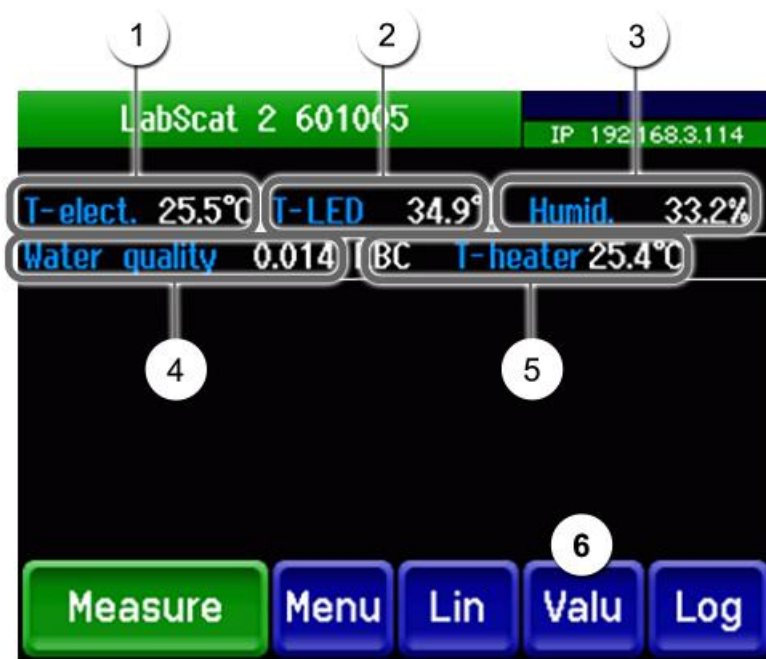 1 2 3
LabScat 2 601005
IP 192.168.3.114
T-elect. 25.5°C T-LED 34.9° Humid. 33.2%
Water quality 0.014 BC T-heater 25.4°C
4 5
6
Measure Menu Lin Valu Log